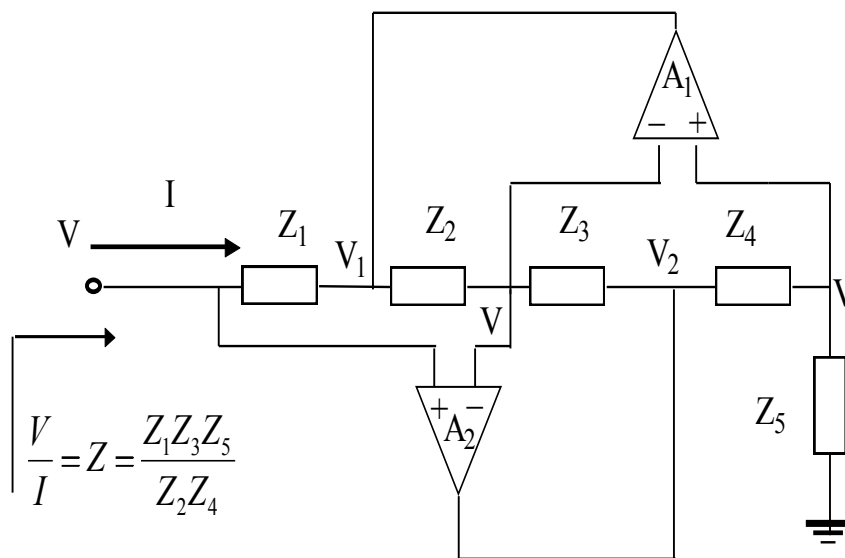 A₁
− +
I
V
Z₁
V₁
Z₂
Z₃
V₂
Z₄
V
V
+ −
A₂
Z₅
V/I = Z = Z₁Z₃Z₅/Z₂Z₄